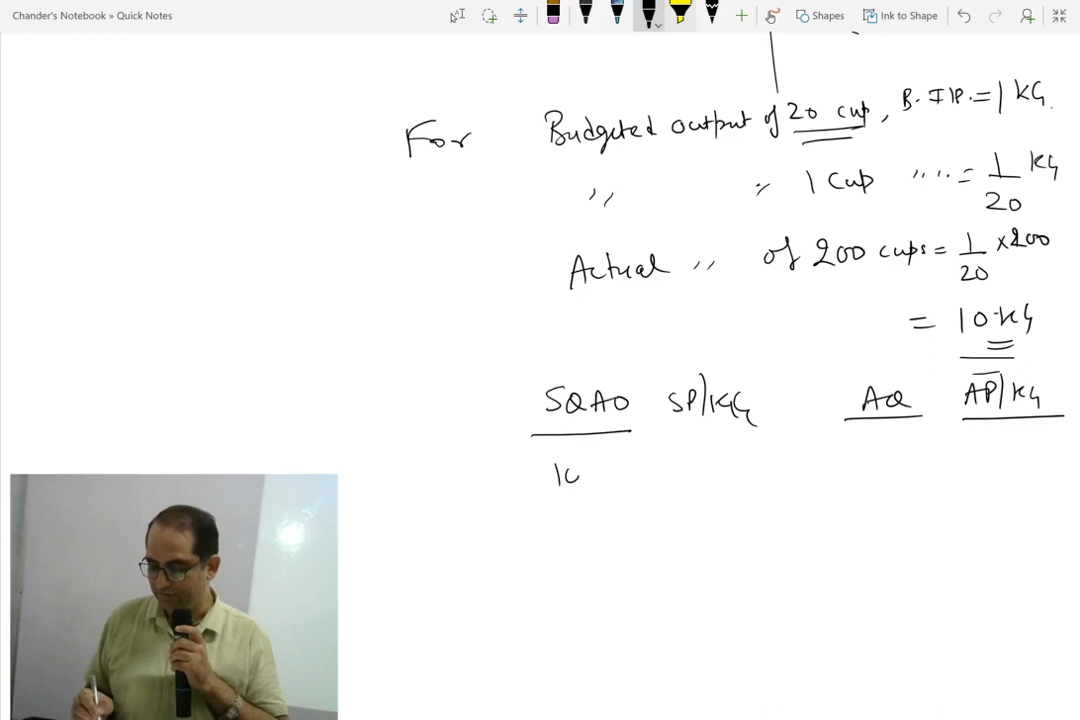 Chander's Notebook » Quick Notes
Shapes
Ink to Shape
For Budgeted output of 20 cup, B. I/P. = 1 KG.
,, ,, 1 cup ,, ,, = 1/20 KG
Actual ,, of 200 cups = 1/20 × 200
= 10 KG
SQAO SP/KG AQ AP/KG
10